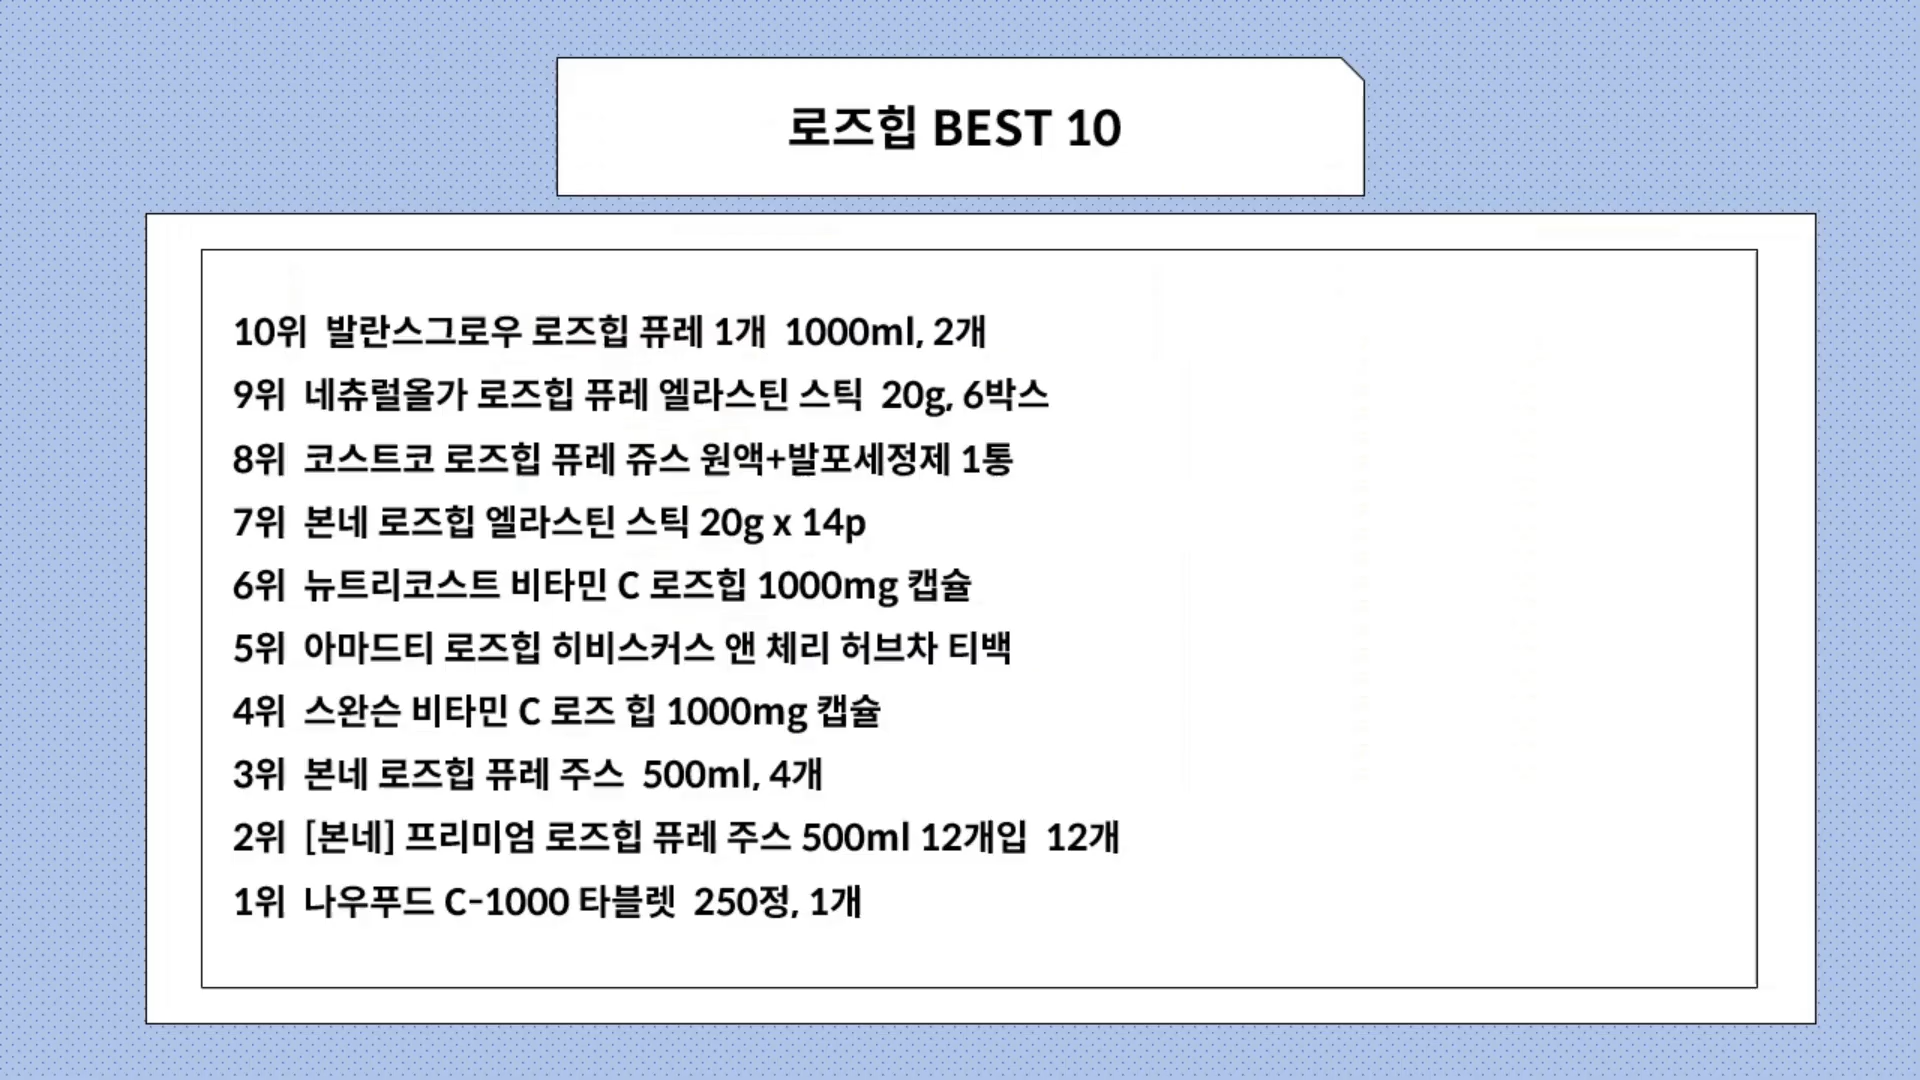 로즈힙 BEST 10
10위 발란스그로우 로즈힙 퓨레 1개 1000ml, 2개
9위 네츄럴올가 로즈힙 퓨레 엘라스틴 스틱 20g, 6박스
8위 코스트코 로즈힙 퓨레 쥬스 원액+발포세정제 1통
7위 본네 로즈힙 엘라스틴 스틱 20g x 14p
6위 뉴트리코스트 비타민 C 로즈힙 1000mg 캡슐
5위 아마드티 로즈힙 히비스커스 앤 체리 허브차 티백
4위 스완슨 비타민 C 로즈 힙 1000mg 캡슐
3위 본네 로즈힙 퓨레 주스 500ml, 4개
2위 [본네] 프리미엄 로즈힙 퓨레 주스 500ml 12개입 12개
1위 나우푸드 C-1000 타블렛 250정, 1개